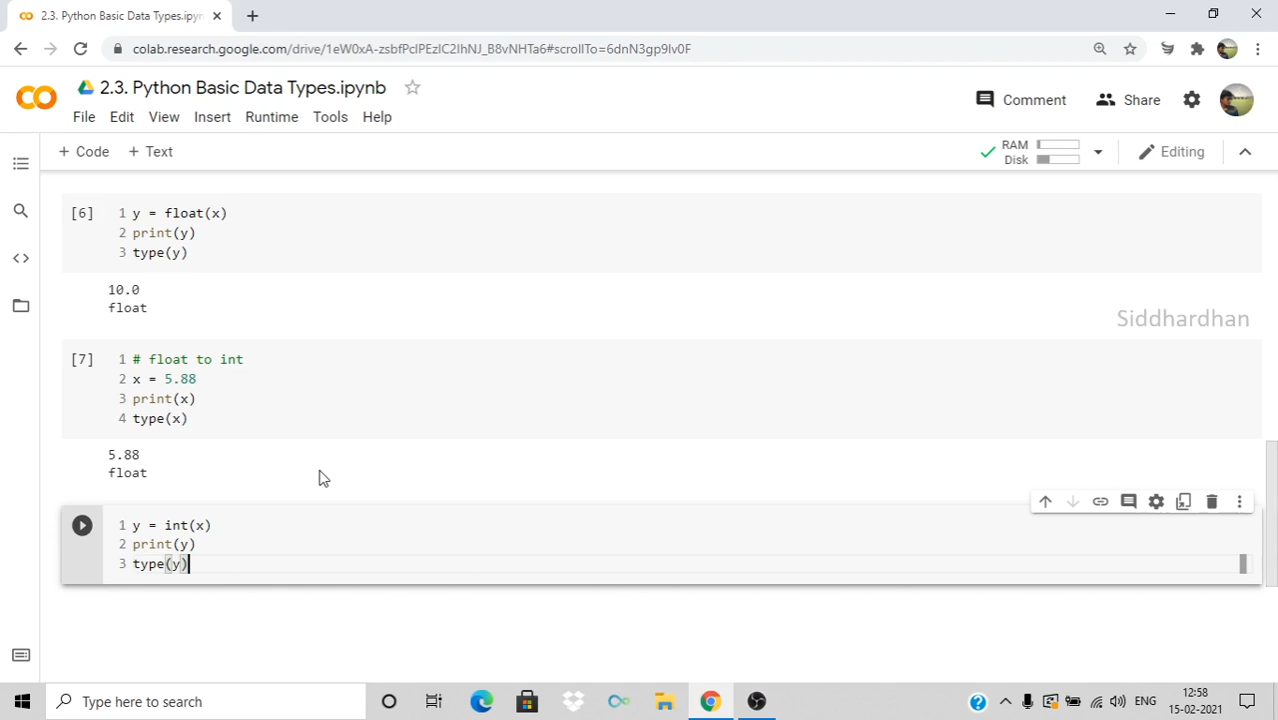 2.3. Python Basic Data Types.ipyn
colab.research.google.com/drive/1eW0xA-zsbfPclPEzIC2IhNJ_B8vNHTa6#scrollTo=6dnN3gp9Iv0F
2.3. Python Basic Data Types.ipynb
Comment
Share
File Edit View Insert Runtime Tools Help
+ Code + Text
RAM
Disk
Editing
[6] 1 y = float(x)
2 print(y)
3 type(y)
10.0
float
Siddhardhan
[7] 1 # float to int
2 x = 5.88
3 print(x)
4 type(x)
5.88
float
1 y = int(x)
2 print(y)
3 type(y)
Type here to search
ENG
12:58
15-02-2021